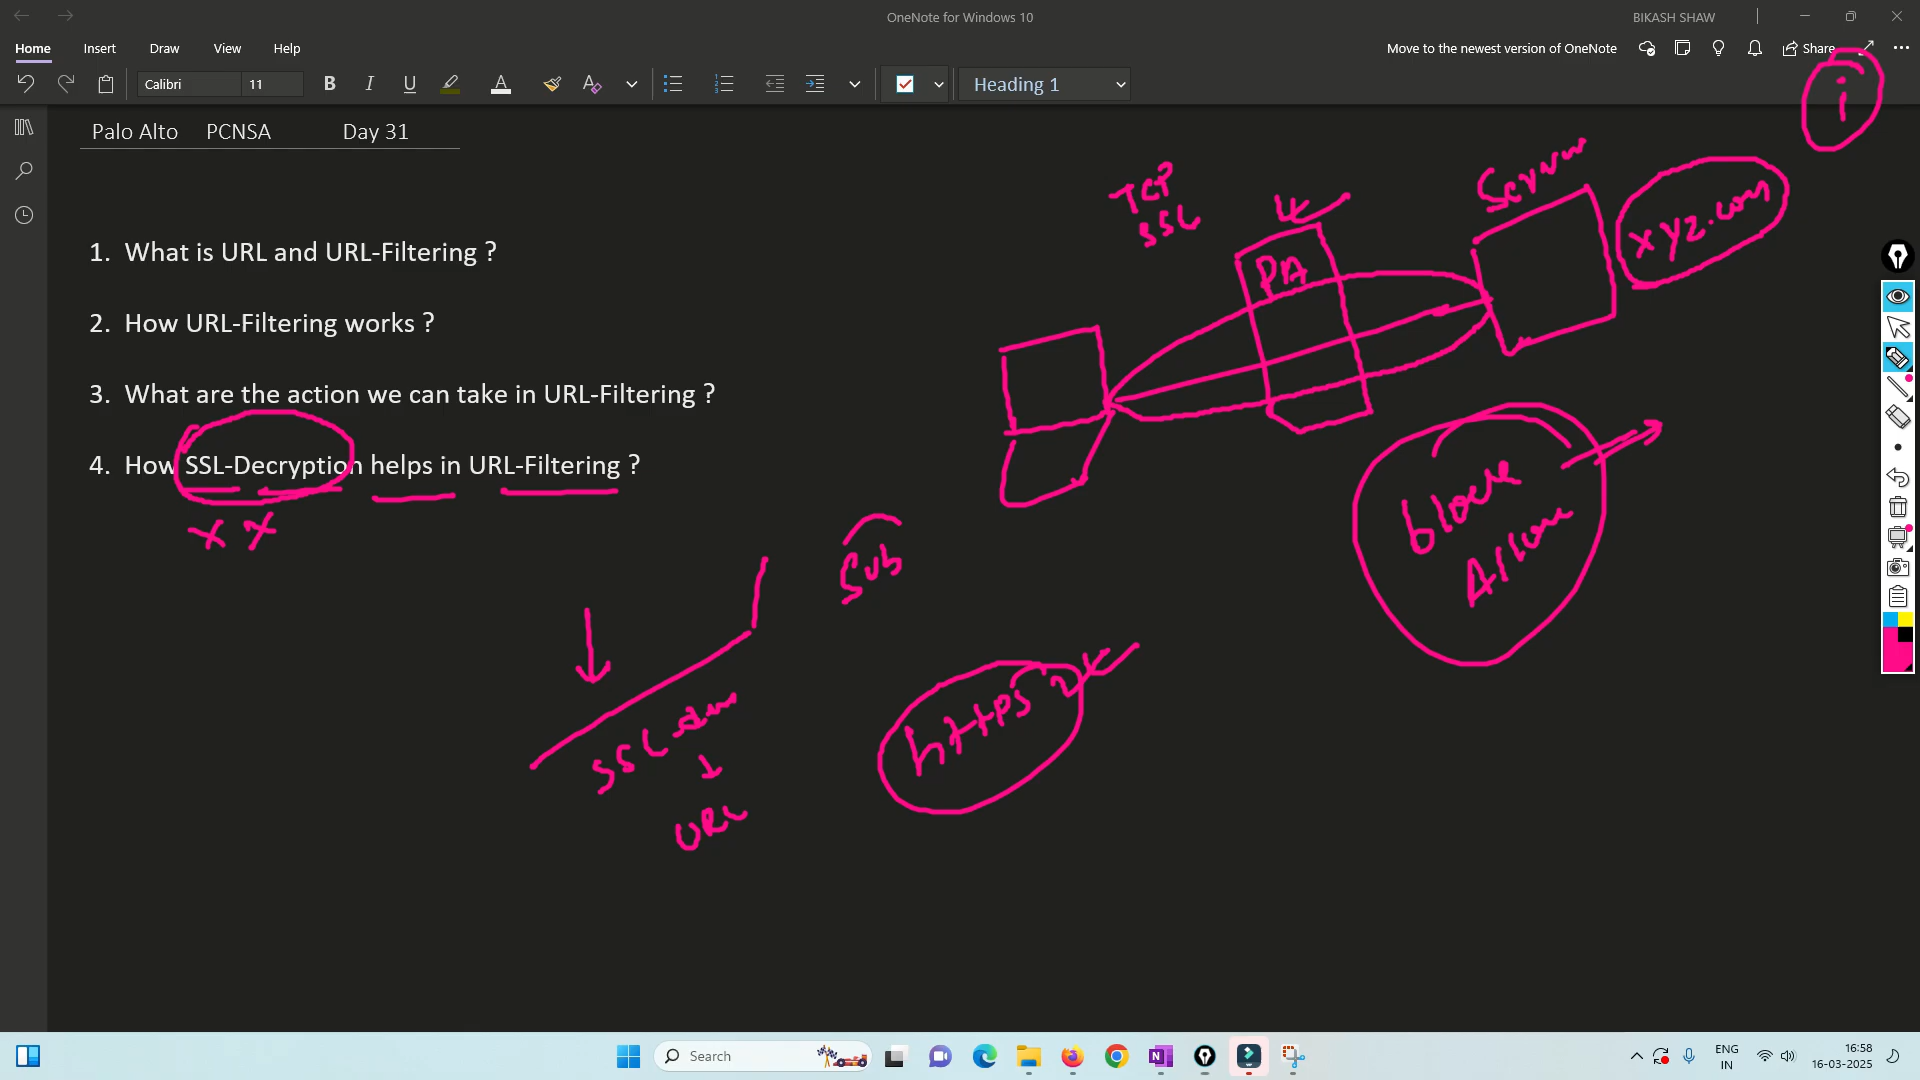 OneNote for Windows 10
BIKASH SHAW
Home Insert Draw View Help
Move to the newest version of OneNote
Share
Calibri 11 B I U A A Heading 1
i
Palo Alto PCNSA Day 31
TCP
SSL
PA
xyz.com
1. What is URL and URL-Filtering ?
2. How URL-Filtering works ?
3. What are the action we can take in URL-Filtering ?
4. How SSL-Decryption helps in URL-Filtering ?
x x
block
Allow
Sub
SSL
URL
https
Search
N
ENG
IN
16:58
16-03-2025